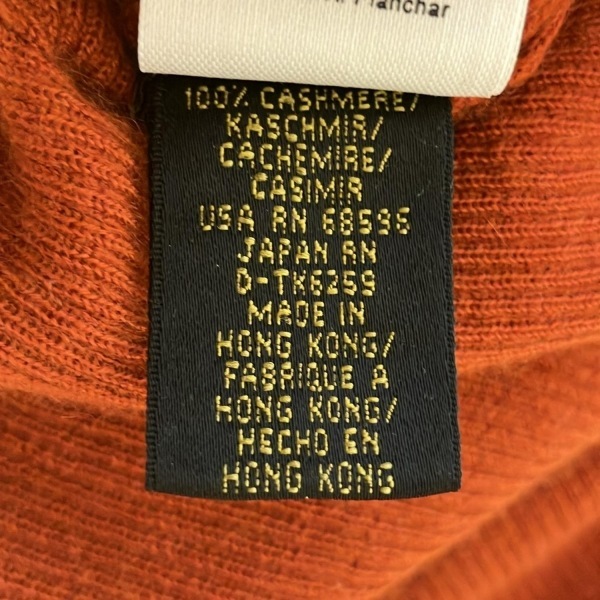 Planchar
100% CASHMERE/
KASCHMIR/
CACHEMIRE/
CASIMIR
USA RN 68596
JAPAN RN
D-TK6259
MADE IN
HONG KONG/
FABRIQUE A
HONG KONG/
HECHO EN
HONG KONG